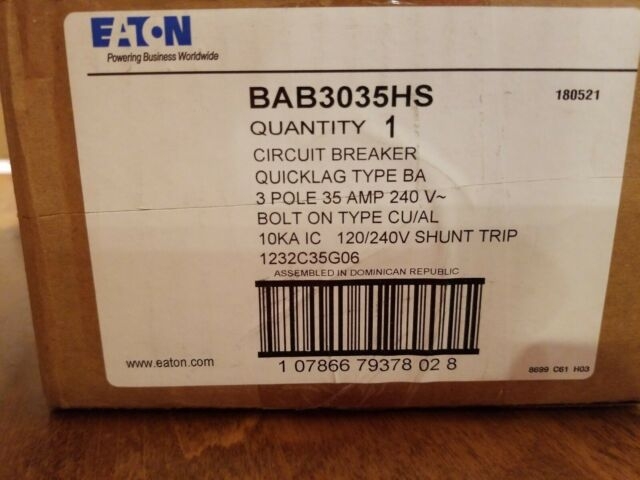 EATON
Powering Business Worldwide
BAB3035HS
180521
QUANTITY 1
CIRCUIT BREAKER
QUICKLAG TYPE BA
3 POLE 35 AMP 240 V~
BOLT ON TYPE CU/AL
10KA IC 120/240V SHUNT TRIP
1232C35G06
ASSEMBLED IN DOMINICAN REPUBLIC
1 07866 79378 02 8
www.eaton.com
8699 C61 H03